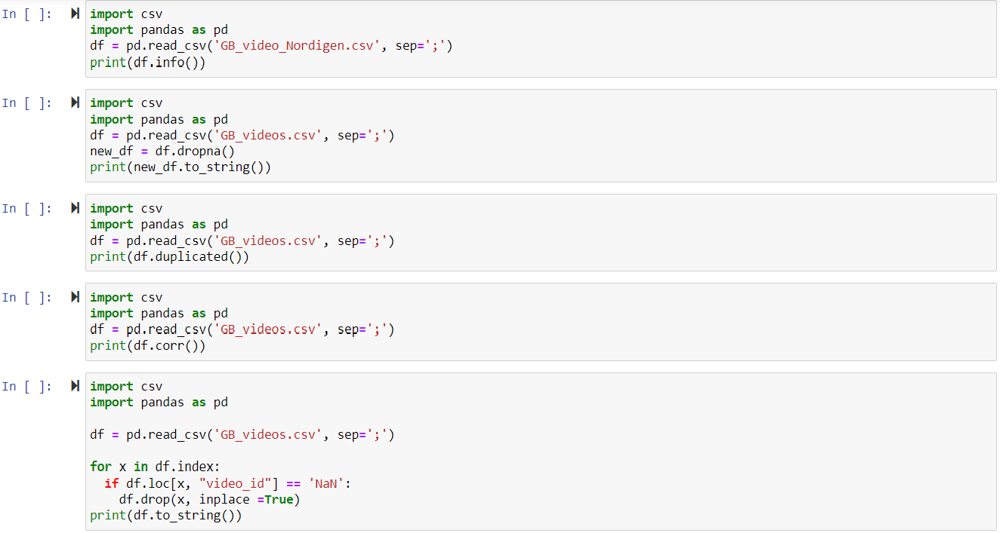 In [ ]: import csv
import pandas as pd
df = pd.read_csv('GB_video_Nordigen.csv', sep=';')
print(df.info())
In [ ]: import csv
import pandas as pd
df = pd.read_csv('GB_videos.csv', sep=';')
new_df = df.dropna()
print(new_df.to_string())
In [ ]: import csv
import pandas as pd
df = pd.read_csv('GB_videos.csv', sep=';')
print(df.duplicated())
In [ ]: import csv
import pandas as pd
df = pd.read_csv('GB_videos.csv', sep=';')
print(df.corr())
In [ ]: import csv
import pandas as pd
df = pd.read_csv('GB_videos.csv', sep=';')
for x in df.index:
  if df.loc[x, "video_id"] == 'NaN':
    df.drop(x, inplace =True)
print(df.to_string())